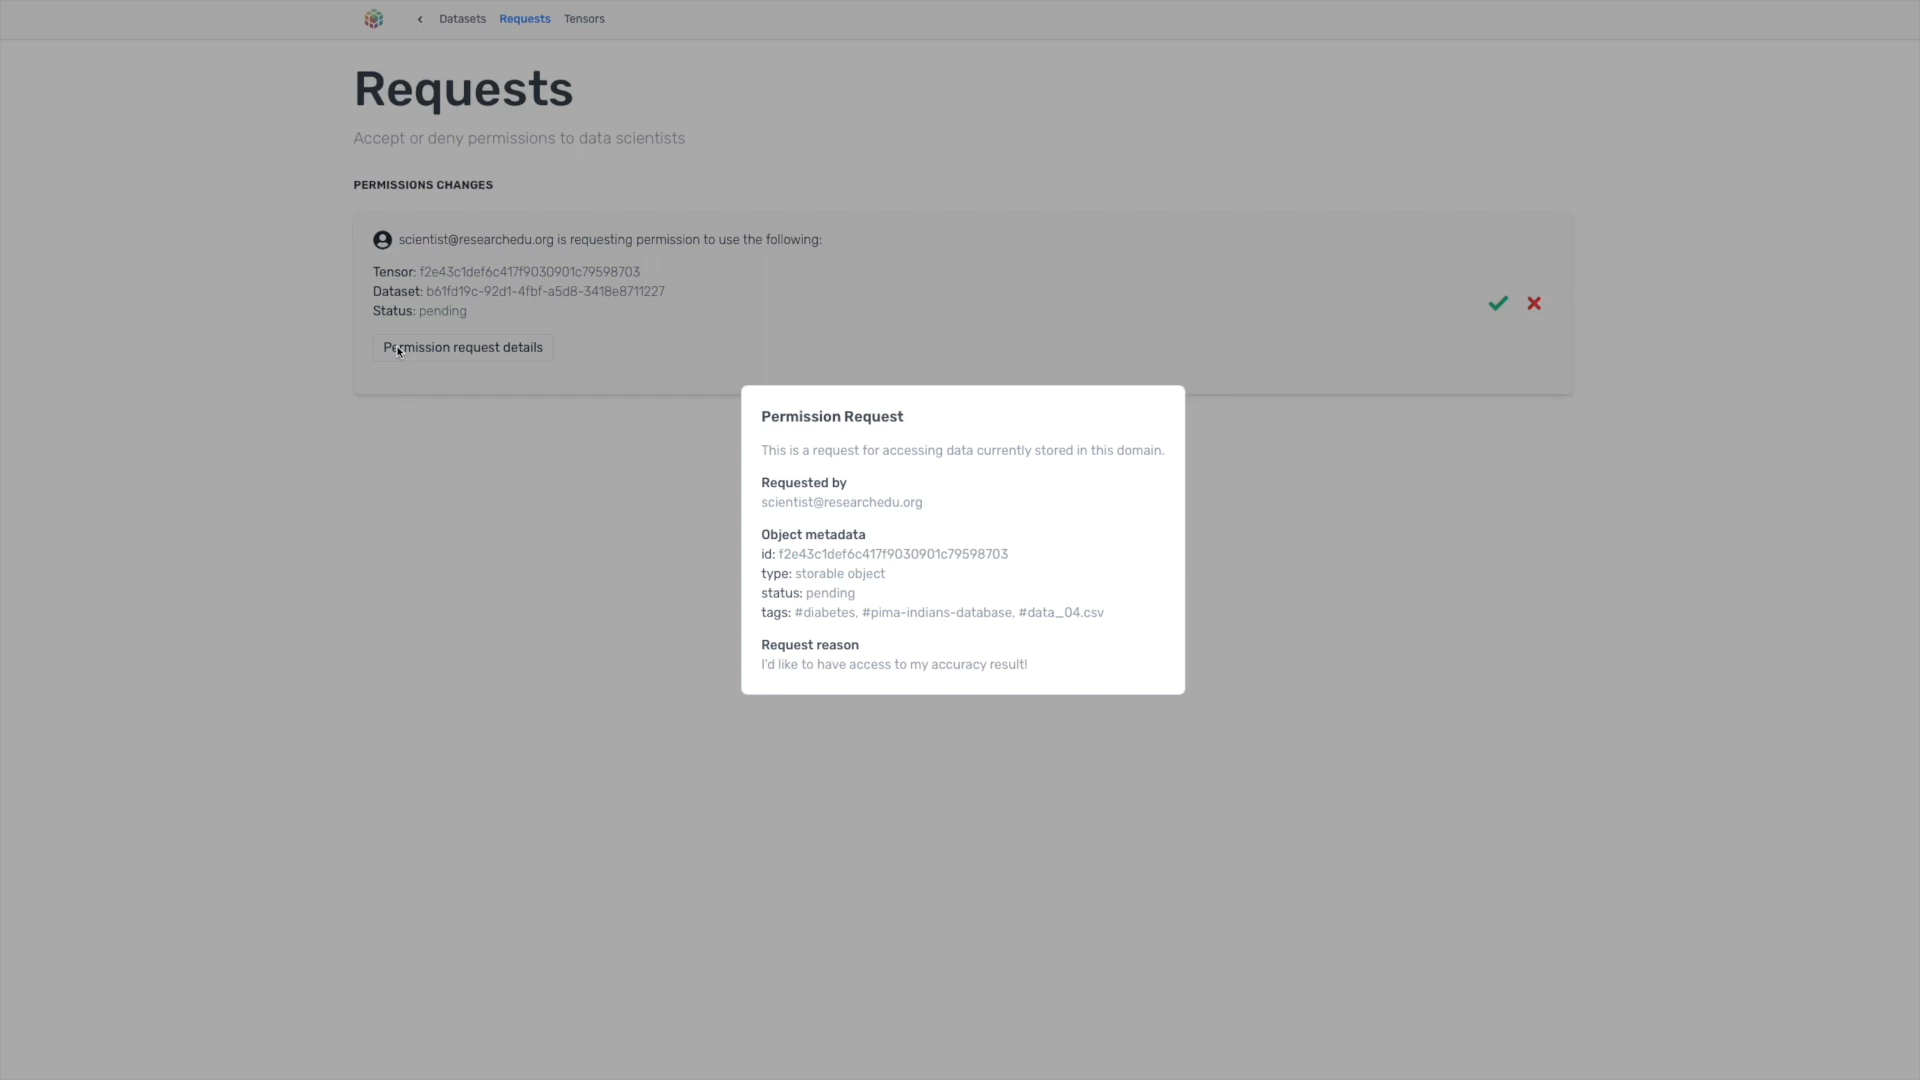 Datasets Requests Tensors
Requests
Accept or deny permissions to data scientists
PERMISSIONS CHANGES
scientist@researchedu.org is requesting permission to use the following:
Tensor: f2e43c1def6c417f9030901c79598703
Dataset: b61fd19c-92d1-4fbf-a5d8-3418e8711227
Status: pending
Permission request details
Permission Request
This is a request for accessing data currently stored in this domain.
Requested by
scientist@researchedu.org
Object metadata
id: f2e43c1def6c417f9030901c79598703
type: storable object
status: pending
tags: #diabetes, #pima-indians-database, #data_04.csv
Request reason
I'd like to have access to my accuracy result!